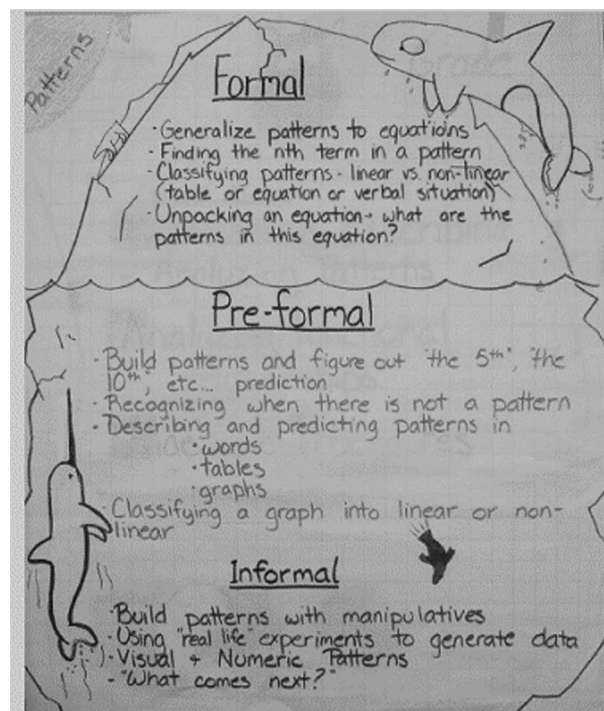 Patterns
Formal
· Generalize patterns to equations
· Finding the nth term in a pattern
· Classifying patterns - linear vs. non-linear
(table or equation or verbal situation)
· Unpacking an equation → what are the
patterns in this equation?
Pre-formal
· Build patterns and figure out "the 5th", "the
10th", etc... prediction
· Recognizing when there is not a pattern
· Describing and predicting patterns in
· words
· tables
· graphs
· Classifying a graph into linear or non-
linear
Informal
· Build patterns with manipulatives
· Using "real life" experiments to generate data
· Visual + Numeric Patterns
- "What comes next?"